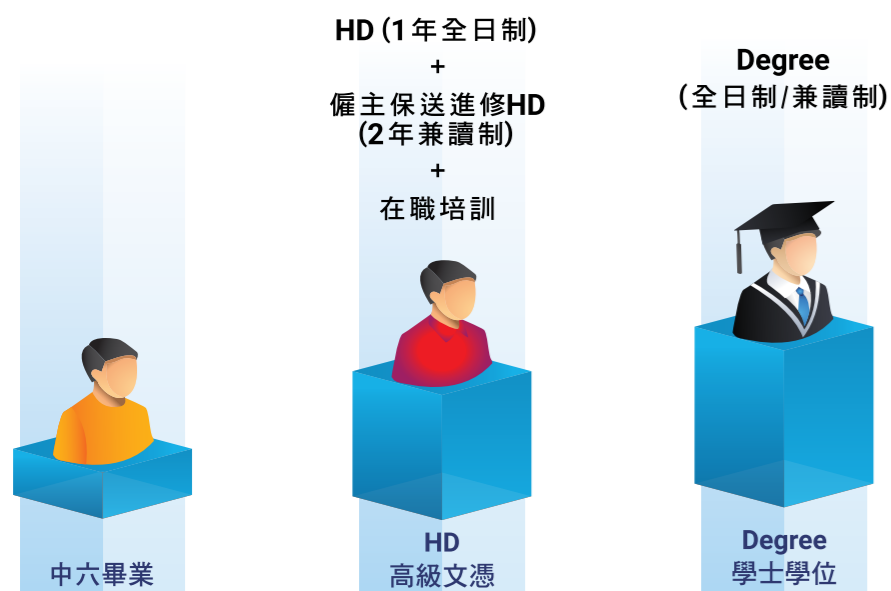 HD (1年全日制)
+
僱主保送進修HD
(2年兼讀制)
+
在職培訓
Degree
(全日制/兼讀制)
中六畢業
HD
高級文憑
Degree
學士學位